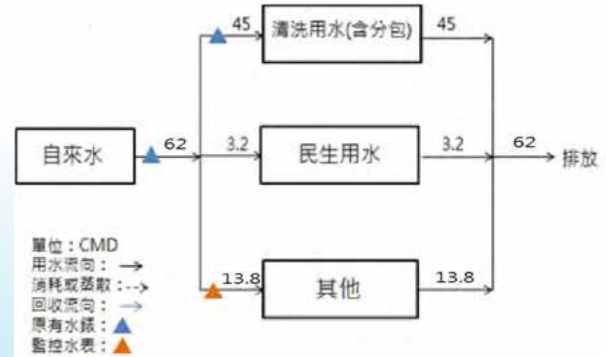 45
清洗用水(含分包)
45
自來水
62
3.2
民生用水
3.2
62
排放
13.8
其他
13.8
單位：CMD
用水流向：
消耗或蒸散：
回收流向：
原有水錶：
監控水表：